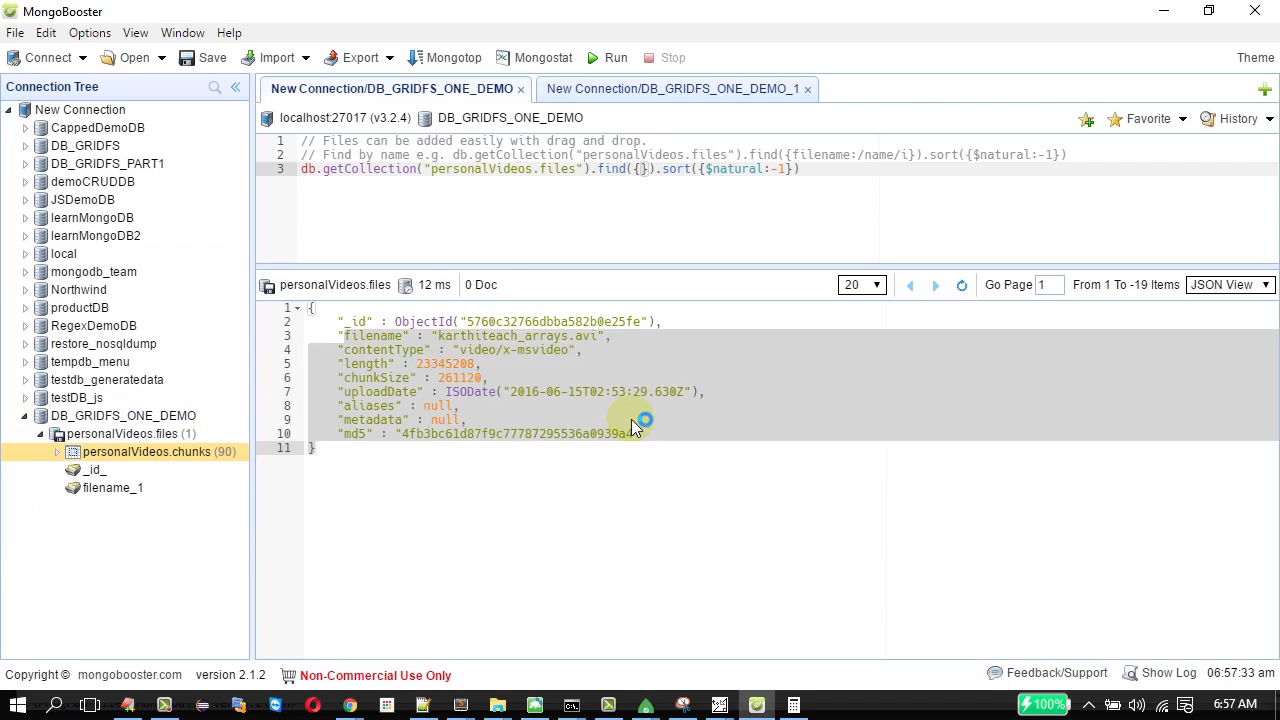 MongoBooster
File Edit Options View Window Help
Connect Open Save Import Export Mongotop Mongostat Run Stop Theme
Connection Tree
New Connection/DB_GRIDFS_ONE_DEMO × New Connection/DB_GRIDFS_ONE_DEMO_1 ×
New Connection
localhost:27017 (v3.2.4) DB_GRIDFS_ONE_DEMO Favorite History
CappedDemoDB
DB_GRIDFS
DB_GRIDFS_PART1
demoCRUDDB
JSDemoDB
learnMongoDB
learnMongoDB2
local
mongodb_team
Northwind
productDB
RegexDemoDB
restore_nosqldump
tempdb_menu
testdb_generatedata
testDB_js
DB_GRIDFS_ONE_DEMO
personalVideos.files (1)
personalVideos.chunks (90)
_id_
filename_1
1 // Files can be added easily with drag and drop.
2 // Find by name e.g. db.getCollection("personalVideos.files").find({filename:/name/i}).sort({$natural:-1})
3 db.getCollection("personalVideos.files").find({}).sort({$natural:-1})
personalVideos.files 12 ms 0 Doc 20 Go Page 1 From 1 To -19 Items JSON View
1 {
2 "_id" : ObjectId("5760c32766dbba582b0e25fe"),
3 "filename" : "karthiteach_arrays.avi",
4 "contentType" : "video/x-msvideo",
5 "length" : 23345208,
6 "chunkSize" : 261120,
7 "uploadDate" : ISODate("2016-06-15T02:53:29.630Z"),
8 "aliases" : null,
9 "metadata" : null,
10 "md5" : "4fb3bc61d87f9c77787295536a0939a4
11 }
Copyright © mongobooster.com version 2.1.2 Non-Commercial Use Only Feedback/Support Show Log 06:57:33 am
100% 6:57 AM